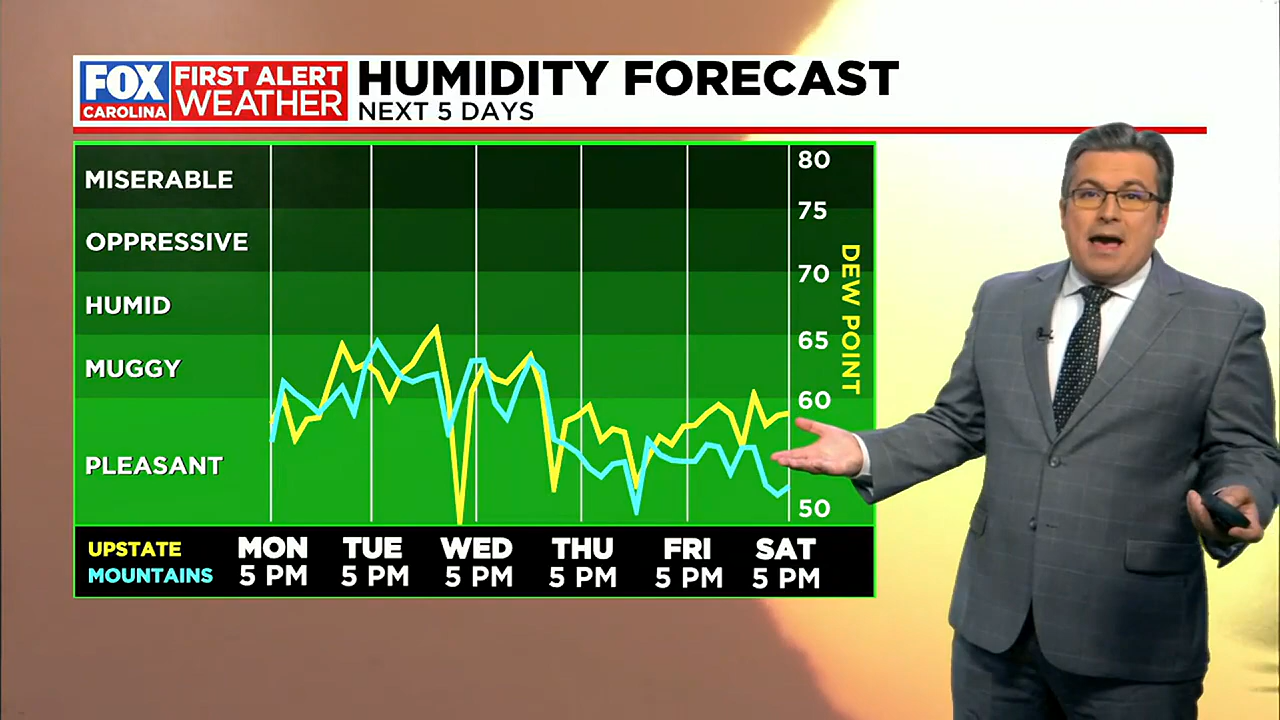 FOX
CAROLINA
FIRST ALERT
WEATHER
HUMIDITY FORECAST
NEXT 5 DAYS
MISERABLE
OPPRESSIVE
HUMID
MUGGY
PLEASANT
80
75
70
65
60
50
DEW POINT
UPSTATE
MOUNTAINS
MON
5 PM
TUE
5 PM
WED
5 PM
THU
5 PM
FRI
5 PM
SAT
5 PM